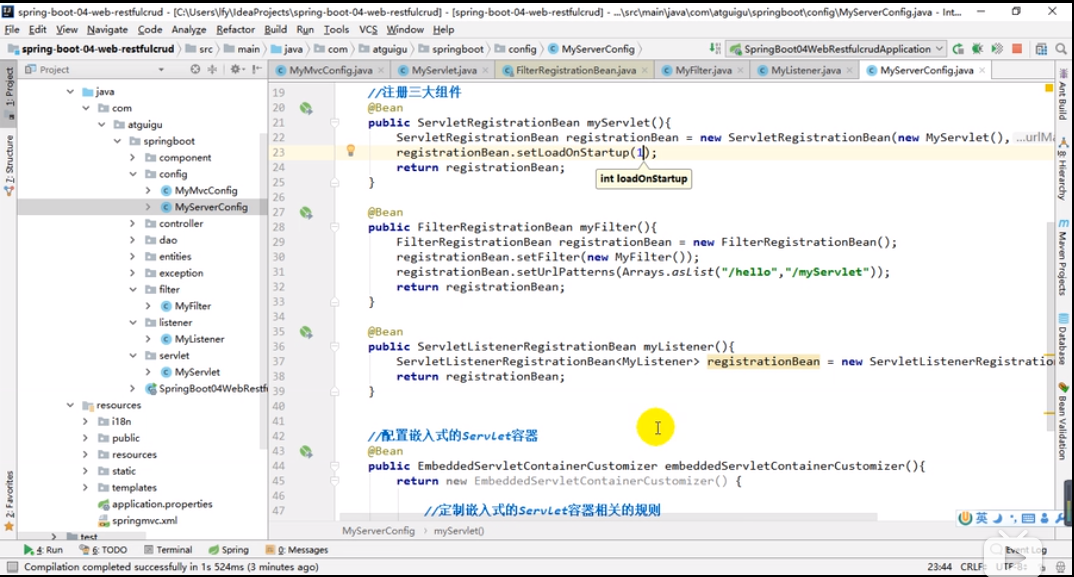 spring-boot-04-web-restfulcrud - [C:\Users\lfy\IdeaProjects\spring-boot-04-web-restfulcrud] - [spring-boot-04-web-restfulcrud] - ...\src\main\java\com\atguigu\springboot\config\MyServerConfig.java - Int...
File Edit View Navigate Code Analyze Refactor Build Run Tools VCS Window Help
spring-boot-04-web-restfulcrud src main java com atguigu springboot config MyServerConfig SpringBoot04WebRestfulcrudApplication
Project MyMvcConfig.java MyServlet.java FilterRegistrationBean.java MyFilter.java MyListener.java MyServerConfig.java
1: Project
Z: Structure
2: Favorites
java
com
atguigu
springboot
component
config
MyMvcConfig
MyServerConfig
controller
dao
entities
exception
filter
MyFilter
listener
MyListener
servlet
MyServlet
SpringBoot04WebRestfu
resources
i18n
public
resources
static
templates
application.properties
springmvc.xml
test
19 //注册三大组件
20 @Bean
21 public ServletRegistrationBean myServlet(){
22 ServletRegistrationBean registrationBean = new ServletRegistrationBean(new MyServlet(), ...urlMa
23 registrationBean.setLoadOnStartup(1);
24 return registrationBean;
int loadOnStartup
25 }
26
27 @Bean
28 public FilterRegistrationBean myFilter(){
29 FilterRegistrationBean registrationBean = new FilterRegistrationBean();
30 registrationBean.setFilter(new MyFilter());
31 registrationBean.setUrlPatterns(Arrays.asList("/hello","/myServlet"));
32 return registrationBean;
33 }
34
35 @Bean
36 public ServletListenerRegistrationBean myListener(){
37 ServletListenerRegistrationBean<MyListener> registrationBean = new ServletListenerRegistratio
38 return registrationBean;
39 }
40
41
42 //配置嵌入式的Servlet容器
43 @Bean
44 public EmbeddedServletContainerCustomizer embeddedServletContainerCustomizer(){
45 return new EmbeddedServletContainerCustomizer() {
46
47 //定制嵌入式的Servlet容器相关的规则
MyServerConfig myServlet()
Ant Build
Hierarchy
Maven Projects
Database
Bean Validation
英
4: Run 6: TODO Terminal Spring 0: Messages Event Log
Compilation completed successfully in 1s 524ms (3 minutes ago) 23:44 CRLF: UTF-8: